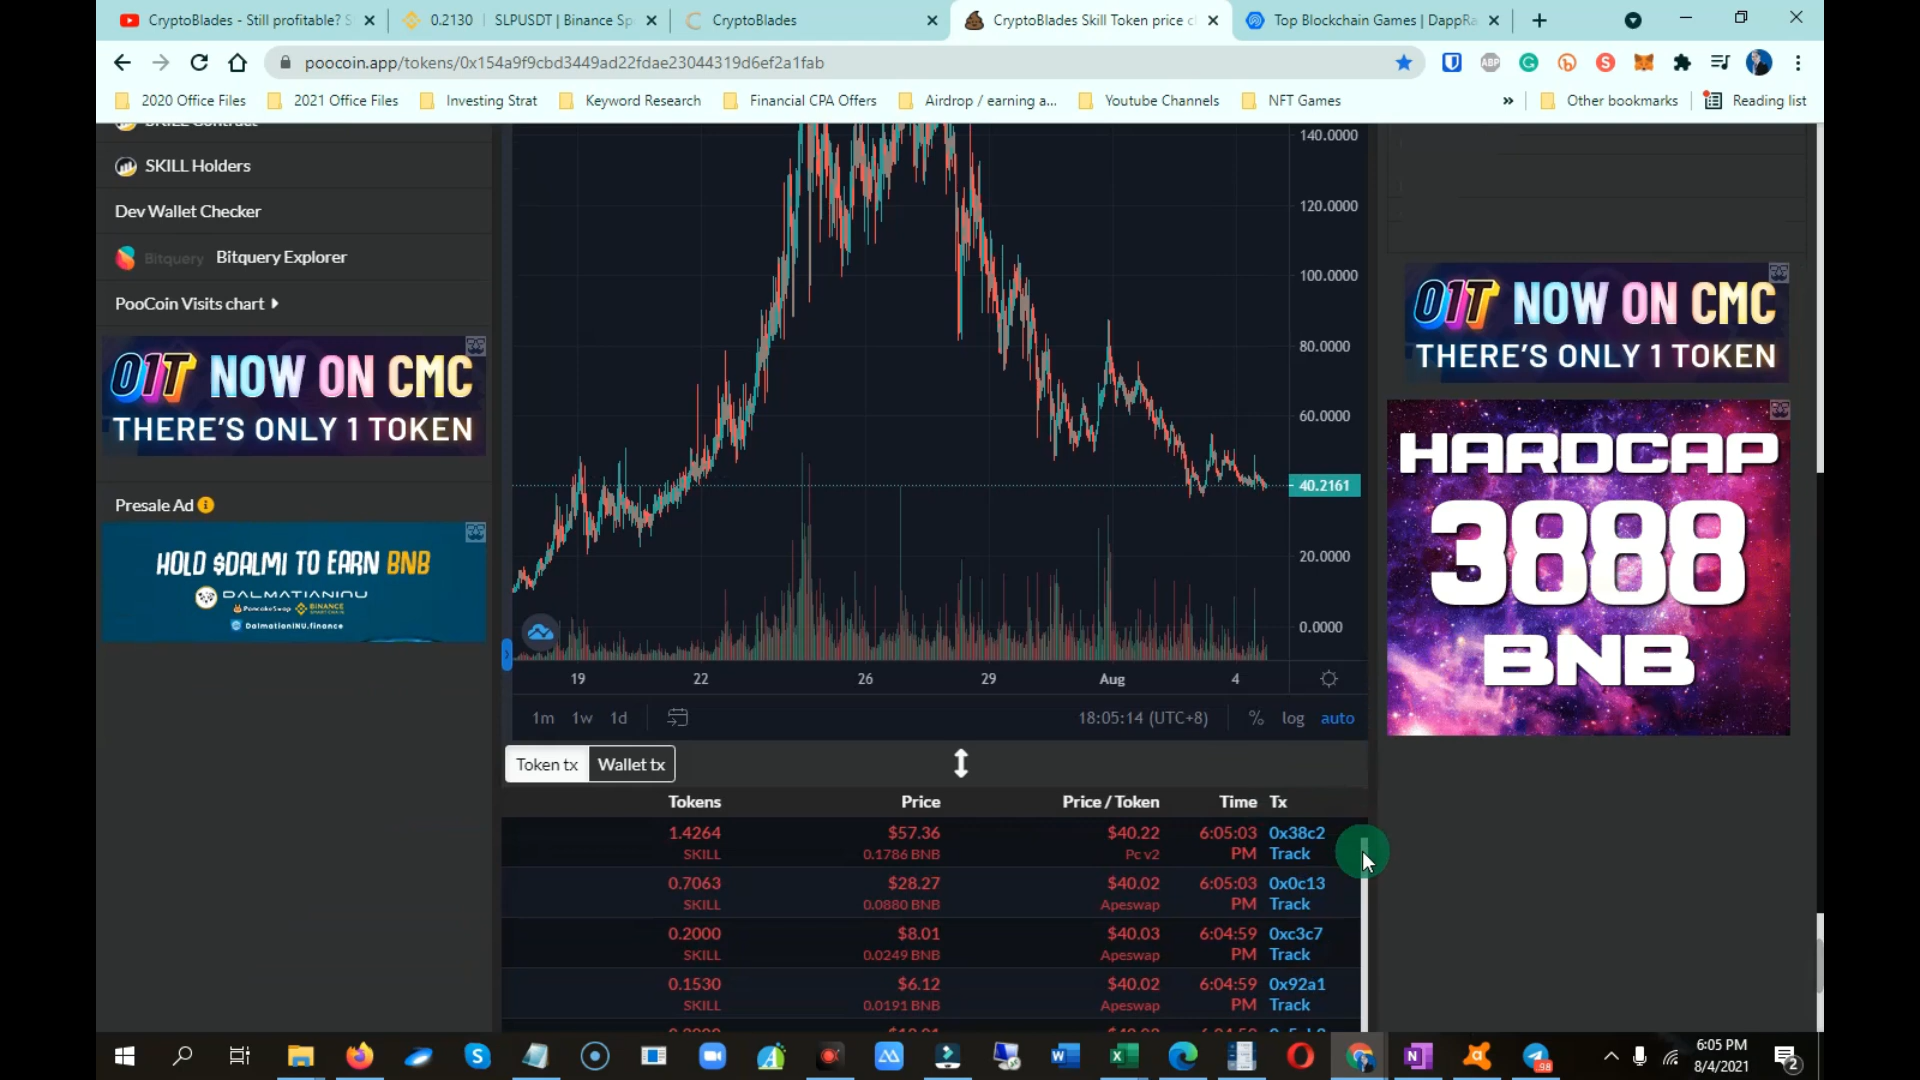 CryptoBlades - Still profitable? S
0.2130 | SLPUSDT | Binance Sp
CryptoBlades
CryptoBlades Skill Token price c
Top Blockchain Games | DappRa
poocoin.app/tokens/0x154a9f9cbd3449ad22fdae23044319d6ef2a1fab
2020 Office Files
2021 Office Files
Investing Strat
Keyword Research
Financial CPA Offers
Airdrop / earning a...
Youtube Channels
NFT Games
»
Other bookmarks
Reading list
SKILL Contract
SKILL Holders
Dev Wallet Checker
Bitquery Bitquery Explorer
PooCoin Visits chart
O1T NOW ON CMC
THERE'S ONLY 1 TOKEN
Presale Ad
HOLD $DALMI TO EARN BNB
DALMATIANINU
PancakeSwap BINANCE
DalmationINU.finance
140.0000
120.0000
100.0000
80.0000
60.0000
40.2161
20.0000
0.0000
19 22 26 29 Aug 4
1m 1w 1d
18:05:14 (UTC+8) % log auto
Token tx Wallet tx
Tokens Price Price / Token Time Tx
1.4264 $57.36 $40.22 6:05:03 0x38c2
SKILL 0.1786 BNB Pc v2 PM Track
0.7063 $28.27 $40.02 6:05:03 0x0c13
SKILL 0.0880 BNB Apeswap PM Track
0.2000 $8.01 $40.03 6:04:59 0xc3c7
SKILL 0.0249 BNB Apeswap PM Track
0.1530 $6.12 $40.02 6:04:59 0x92a1
SKILL 0.0191 BNB Apeswap PM Track
O1T NOW ON CMC
THERE'S ONLY 1 TOKEN
HARDCAP
3888
BNB
6:05 PM
8/4/2021